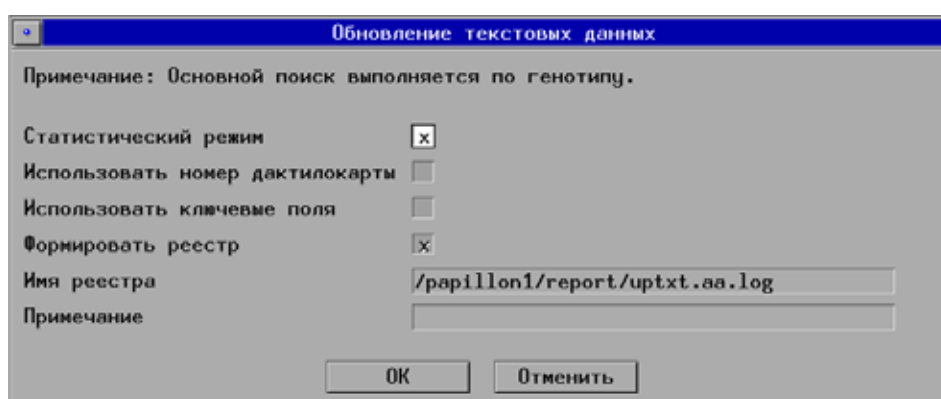 Обновление текстовых данных
Примечание: Основной поиск выполняется по генотипу.
Статистический режим x
Использовать номер дактилокарты
Использовать ключевые поля
Формировать реестр x
Имя реестра /papillon1/report/uptxt.aa.log
Примечание
OK Отменить